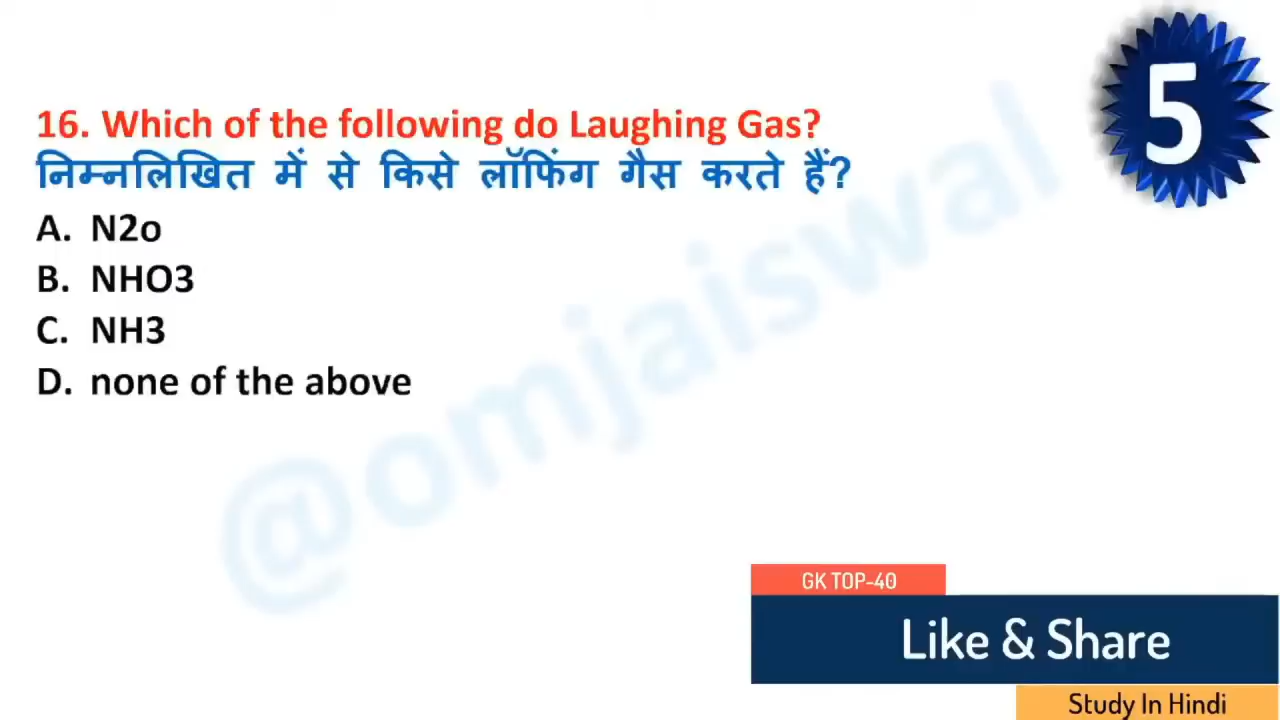 5
16. Which of the following do Laughing Gas?
निम्नलिखित में से किसे लॉफिंग गैस करते हैं?
A. N2o
B. NHO3
C. NH3
D. none of the above
@omjaiswal
GK TOP-40
Like & Share
Study In Hindi